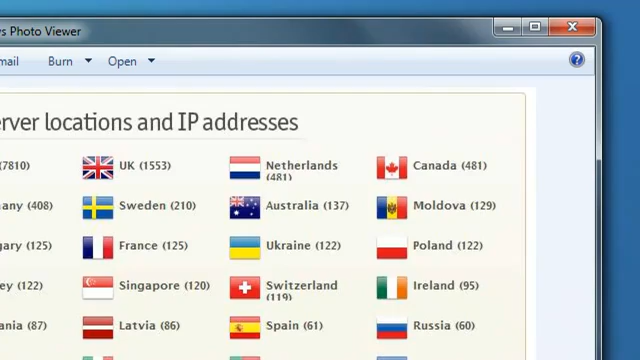 s Photo Viewer
mail Burn Open
erver locations and IP addresses
(7810) UK (1553) Netherlands (481) Canada (481)
any (408) Sweden (210) Australia (137) Moldova (129)
gary (125) France (125) Ukraine (122) Poland (122)
ey (122) Singapore (120) Switzerland (119) Ireland (95)
ania (87) Latvia (86) Spain (61) Russia (60)